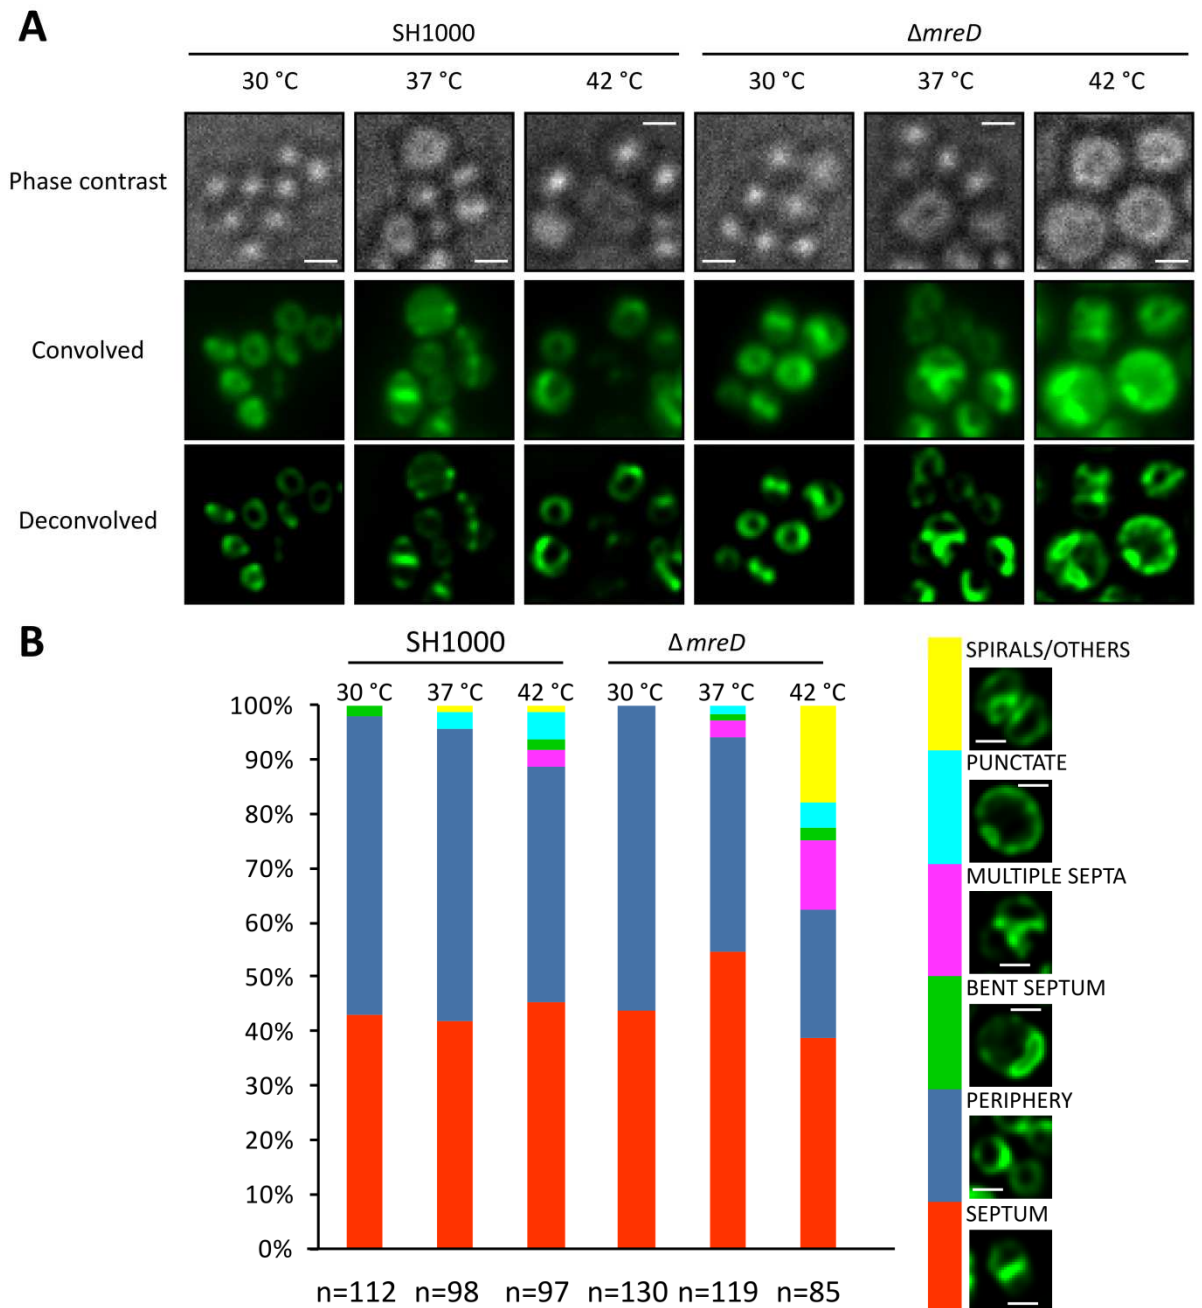 A
SH1000 ΔmreD
30 °C 37 °C 42 °C 30 °C 37 °C 42 °C
Phase contrast
Convolved
Deconvolved
B
SH1000 ΔmreD
30 °C 37 °C 42 °C 30 °C 37 °C 42 °C
100%
90%
80%
70%
60%
50%
40%
30%
20%
10%
0%
n=112 n=98 n=97 n=130 n=119 n=85
SPIRALS/OTHERS
PUNCTATE
MULTIPLE SEPTA
BENT SEPTUM
PERIPHERY
SEPTUM